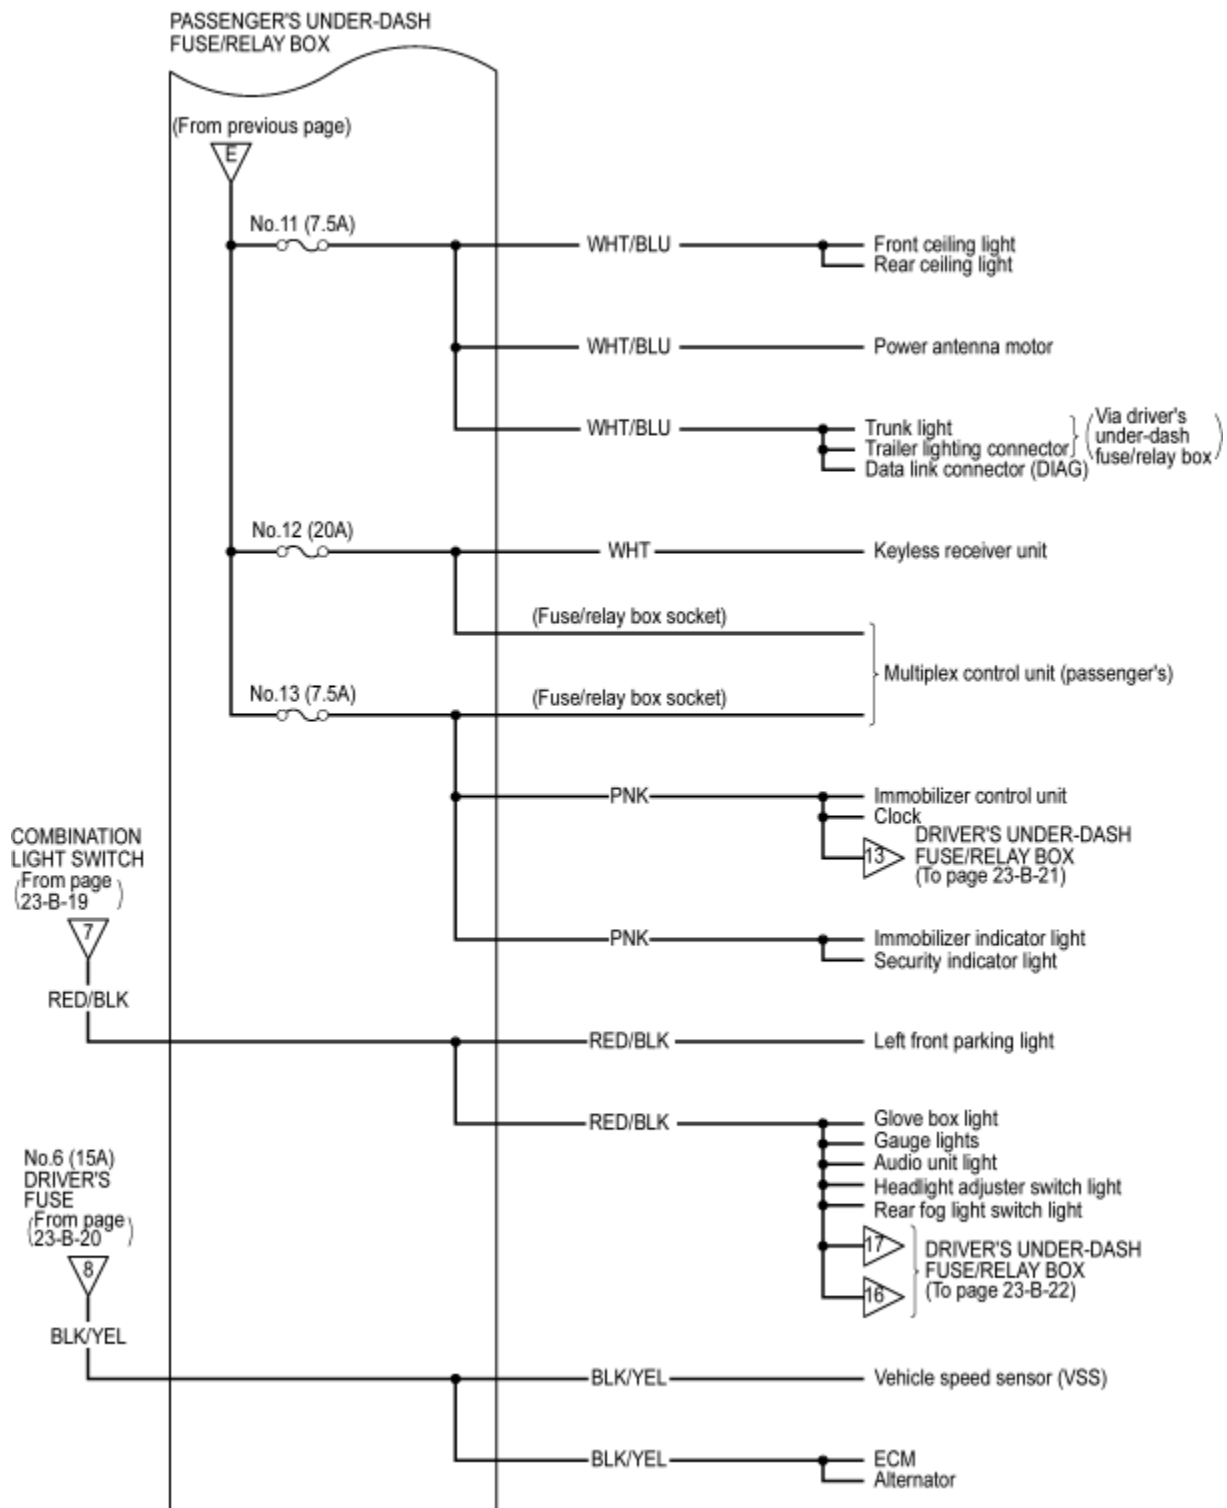 PASSENGER'S UNDER-DASH
FUSE/RELAY BOX
(From previous page)
E
No.11 (7.5A)
WHT/BLU
Front ceiling light
Rear ceiling light
WHT/BLU
Power antenna motor
WHT/BLU
Trunk light
Trailer lighting connector
Data link connector (DIAG)
(Via driver's
under-dash
fuse/relay box)
No.12 (20A)
WHT
Keyless receiver unit
(Fuse/relay box socket)
Multiplex control unit (passenger's)
No.13 (7.5A)
(Fuse/relay box socket)
PNK
Immobilizer control unit
Clock
13
DRIVER'S UNDER-DASH
FUSE/RELAY BOX
(To page 23-B-21)
COMBINATION
LIGHT SWITCH
(From page
23-B-19)
7
RED/BLK
PNK
Immobilizer indicator light
Security indicator light
RED/BLK
Left front parking light
RED/BLK
Glove box light
Gauge lights
Audio unit light
Headlight adjuster switch light
Rear fog light switch light
17
16
DRIVER'S UNDER-DASH
FUSE/RELAY BOX
(To page 23-B-22)
No.6 (15A)
DRIVER'S
FUSE
(From page
23-B-20)
8
BLK/YEL
BLK/YEL
Vehicle speed sensor (VSS)
BLK/YEL
ECM
Alternator